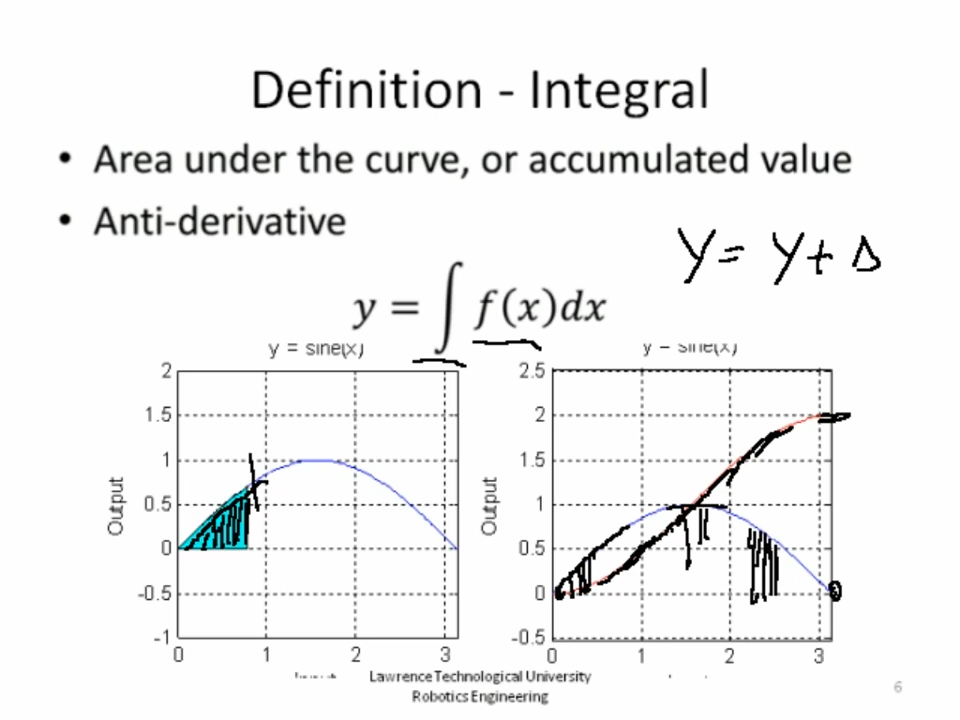 Definition - Integral
• Area under the curve, or accumulated value
• Anti-derivative
Y = Y + Δ
y = ∫ f(x)dx
y = sine(x)
2
1.5
1
0.5
0
-0.5
-1
Output
0 1 2 3
y = sine(x)
2.5
2
1.5
1
0.5
0
-0.5
Output
0 1 2 3
Lawrence Technological University
Robotics Engineering
6